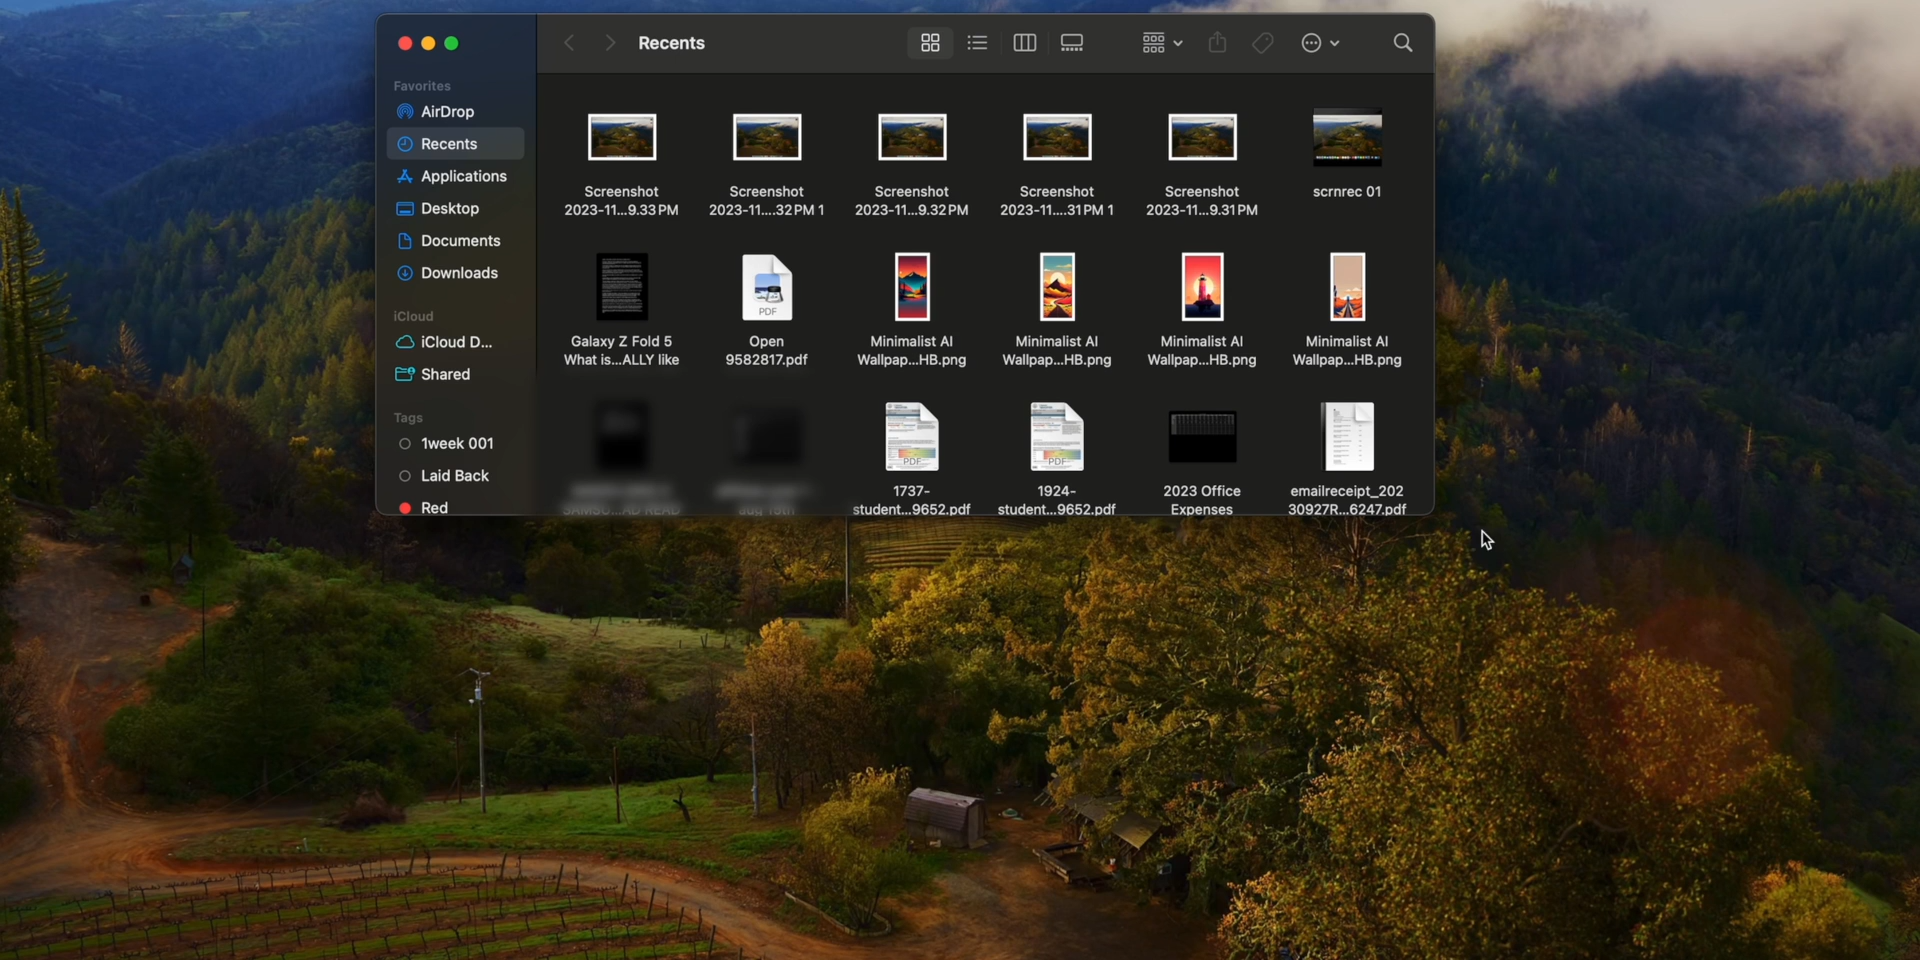 Recents
Favorites
AirDrop
Recents
Applications
Desktop
Documents
Downloads
iCloud
iCloud D...
Shared
Tags
1week 001
Laid Back
Red
Screenshot
2023-11...9.33 PM
Screenshot
2023-11....32 PM 1
Screenshot
2023-11...9.32 PM
Screenshot
2023-11....31 PM 1
Screenshot
2023-11...9.31 PM
scrnrec 01
Galaxy Z Fold 5
What is...ALLY like
PDF
Open
9582817.pdf
Minimalist AI
Wallpap...HB.png
Minimalist AI
Wallpap...HB.png
Minimalist AI
Wallpap...HB.png
Minimalist AI
Wallpap...HB.png
PDF
1737-
student...9652.pdf
PDF
1924-
student...9652.pdf
2023 Office
Expenses
emailreceipt_202
30927R...6247.pdf